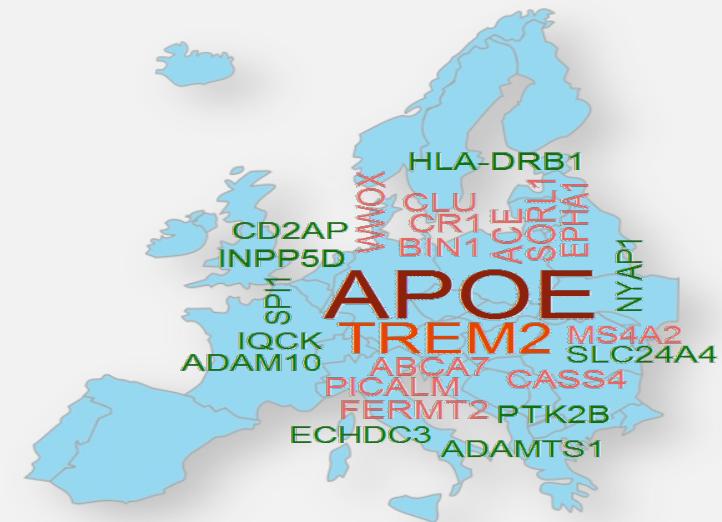 HLA-DRB1
WWOX
CLU
CR1
BIN1
ACE
SORL1
EPHA1
CD2AP
INPP5D
SPI1
NYAP1
APOE
TREM2
MS4A2
SLC24A4
IQCK
ADAM10
ABCA7
CASS4
PICALM
FERMT2
PTK2B
ECHDC3
ADAMTS1